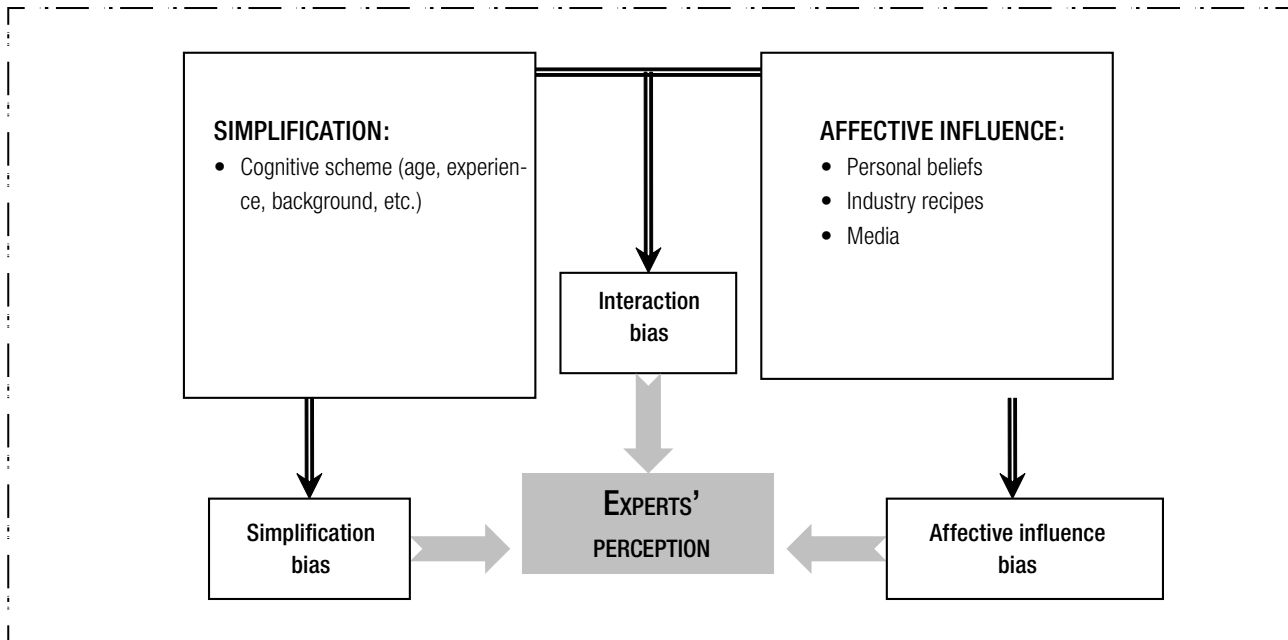 SIMPLIFICATION:
• Cognitive scheme (age, experien-
ce, background, etc.)
AFFECTIVE INFLUENCE:
• Personal beliefs
• Industry recipes
• Media
Interaction
bias
Simplification
bias
EXPERTS’
PERCEPTION
Affective influence
bias